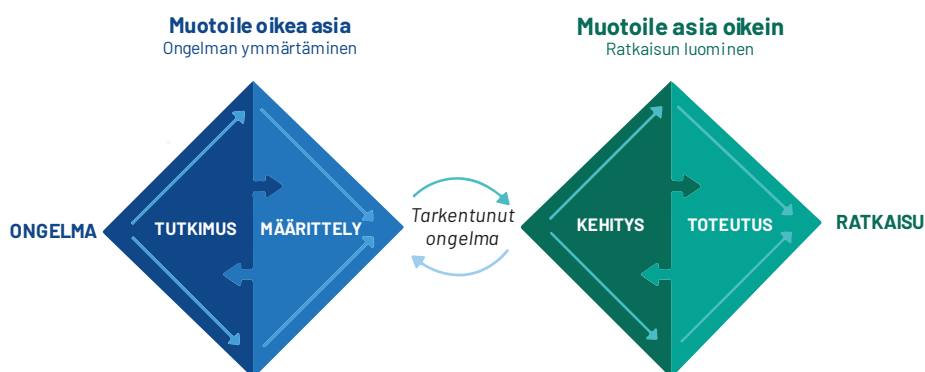 Muotoile oikea asia
Ongelman ymmärtäminen
Muotoile asia oikein
Ratkaisun luominen
ONGELMA
TUTKIMUS
MÄÄRITTELY
Tarkentunut
ongelma
KEHITYS
TOTEUTUS
RATKAISU